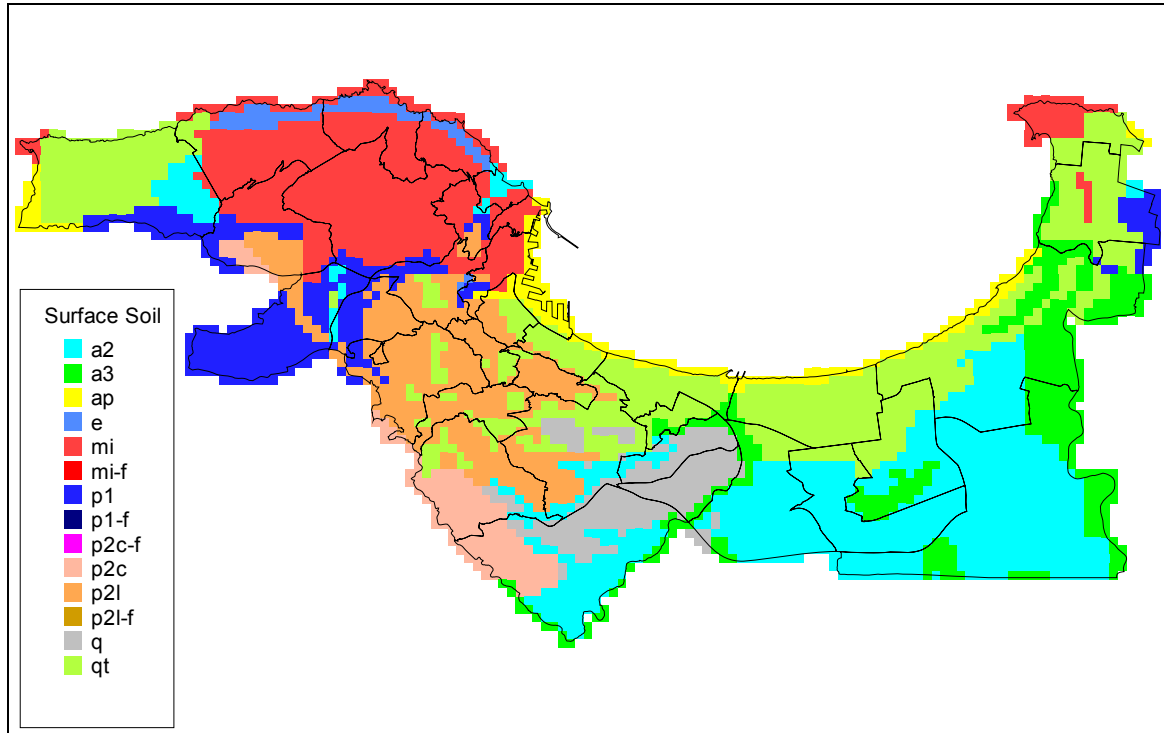 Surface Soil
a2
a3
ap
e
mi
mi-f
p1
p1-f
p2c-f
p2c
p2l
p2l-f
q
qt